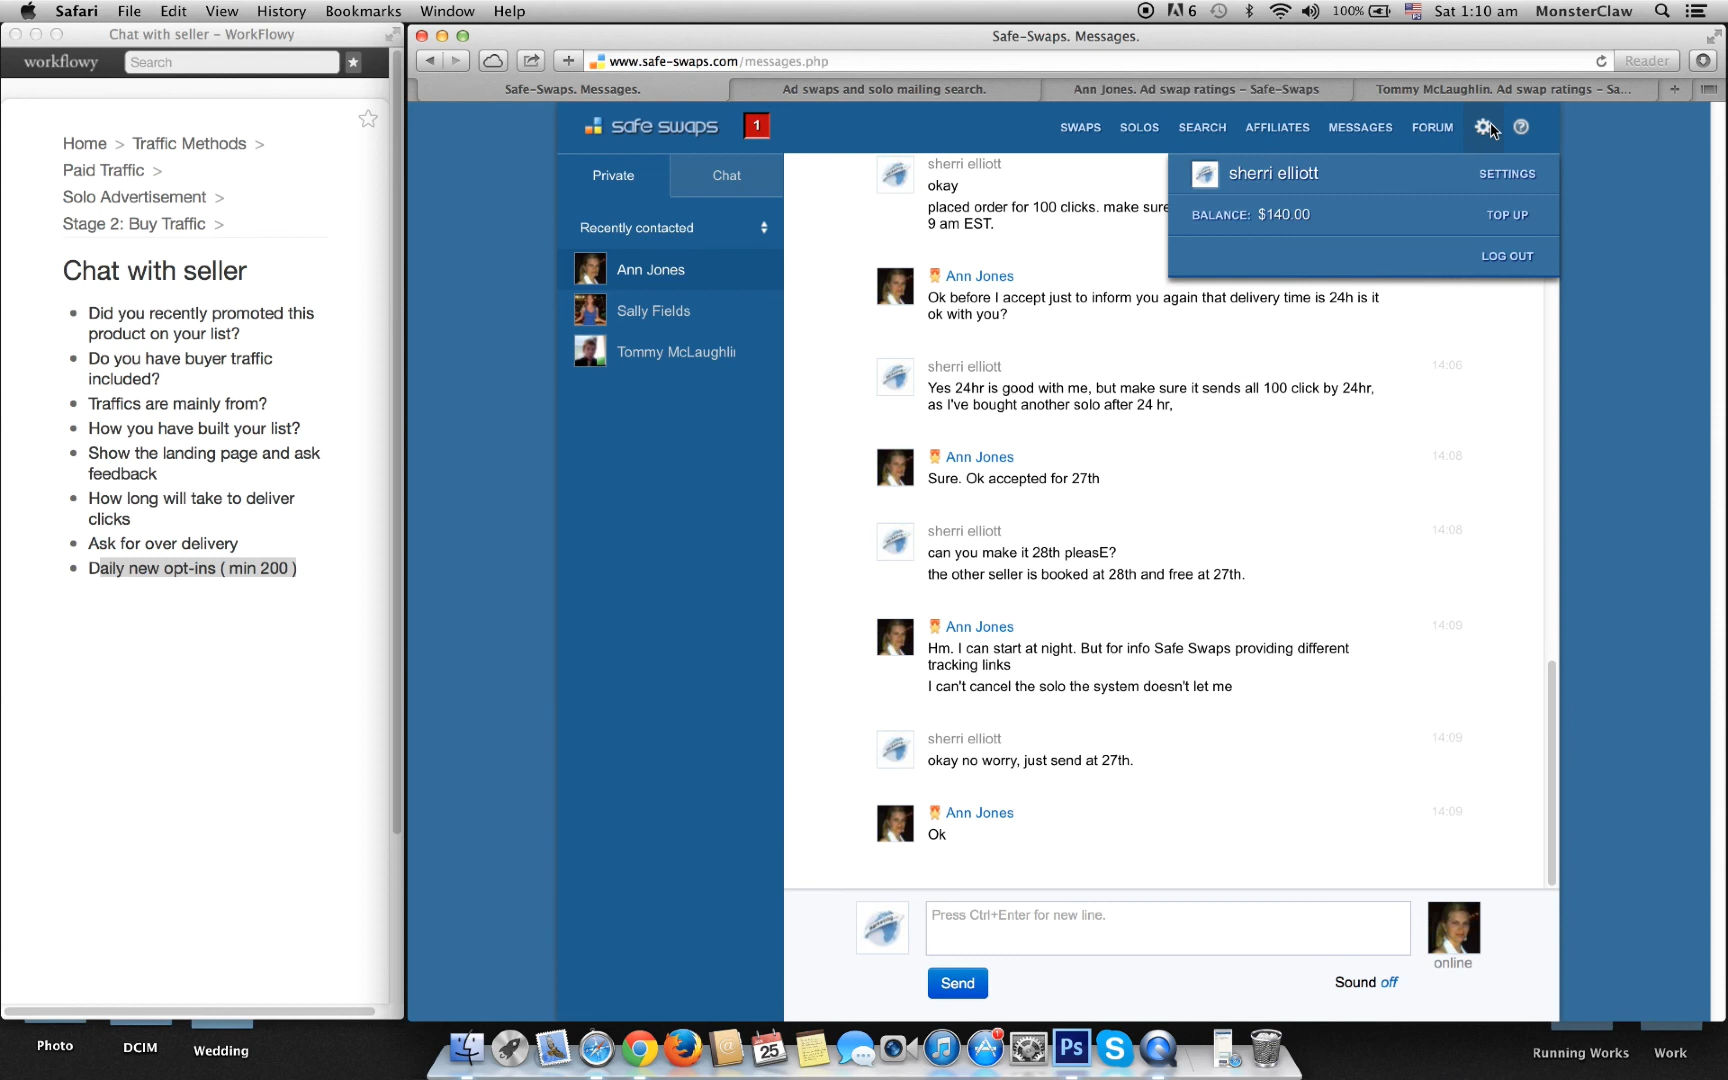 Safari File Edit View History Bookmarks Window Help
6 100% Sat 1:10 am MonsterClaw
Chat with seller – WorkFlowy
workflowy Search
Home > Traffic Methods >
Paid Traffic >
Solo Advertisement >
Stage 2: Buy Traffic >
Chat with seller
Did you recently promoted this
product on your list?
Do you have buyer traffic
included?
Traffics are mainly from?
How you have built your list?
Show the landing page and ask
feedback
How long will take to deliver
clicks
Ask for over delivery
Daily new opt-ins ( min 200 )
Safe-Swaps. Messages.
www.safe-swaps.com/messages.php Reader
Safe-Swaps. Messages. Ad swaps and solo mailing search. Ann Jones. Ad swap ratings – Safe-Swaps Tommy McLaughlin. Ad swap ratings – Sa...
safe swaps 1 SWAPS SOLOS SEARCH AFFILIATES MESSAGES FORUM
Private Chat
Recently contacted
Ann Jones
Sally Fields
Tommy McLaughlin
sherri elliott SETTINGS
BALANCE: $140.00 TOP UP
LOG OUT
sherri elliott
okay
placed order for 100 clicks. make sure
9 am EST.
Ann Jones
Ok before I accept just to inform you again that delivery time is 24h is it
ok with you?
sherri elliott 14:06
Yes 24hr is good with me, but make sure it sends all 100 click by 24hr,
as I've bought another solo after 24 hr,
Ann Jones 14:08
Sure. Ok accepted for 27th
sherri elliott 14:08
can you make it 28th pleasE?
the other seller is booked at 28th and free at 27th.
Ann Jones 14:09
Hm. I can start at night. But for info Safe Swaps providing different
tracking links
I can't cancel the solo the system doesn't let me
sherri elliott 14:09
okay no worry, just send at 27th.
Ann Jones 14:09
Ok
Press Ctrl+Enter for new line.
online
Send Sound off
Photo DCIM Wedding 25 1 Ps Running Works Work